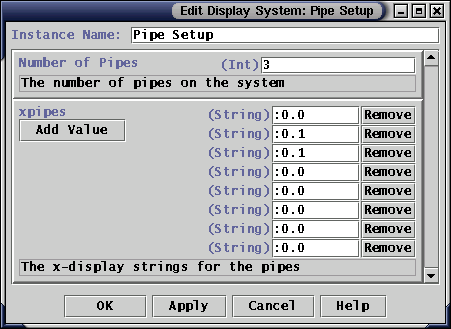 Edit Display System: Pipe Setup
Instance Name: Pipe Setup
Number of Pipes (Int) 3
The number of pipes on the system
xpipes (String) :0.0 Remove
Add Value (String) :0.1 Remove
(String) :0.1 Remove
(String) :0.0 Remove
(String) :0.0 Remove
(String) :0.0 Remove
(String) :0.0 Remove
(String) :0.0 Remove
The x-display strings for the pipes
OK Apply Cancel Help